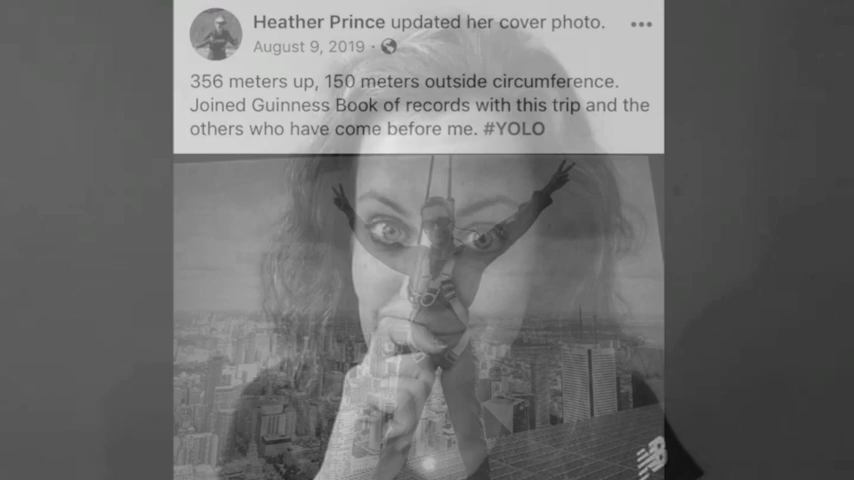 Heather Prince updated her cover photo.
August 9, 2019 ·
356 meters up, 150 meters outside circumference.
Joined Guinness Book of records with this trip and the
others who have come before me. #YOLO
NB